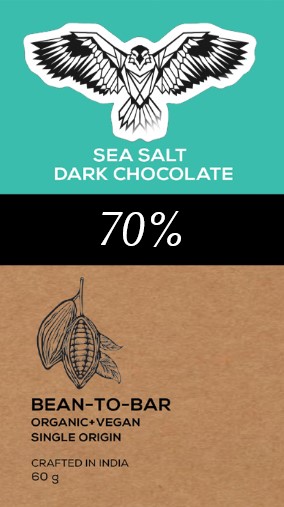 SEA SALT
DARK CHOCOLATE
70%
BEAN-TO-BAR
ORGANIC+VEGAN
SINGLE ORIGIN
CRAFTED IN INDIA
60 g